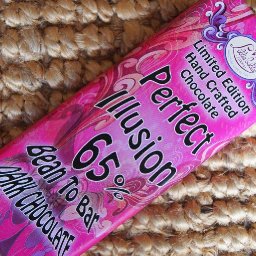 Limited Edition
Hand Crafted
Chocolate
Perfect
Illusion
65%
Bean To Bar
DARK CHOCOLATE